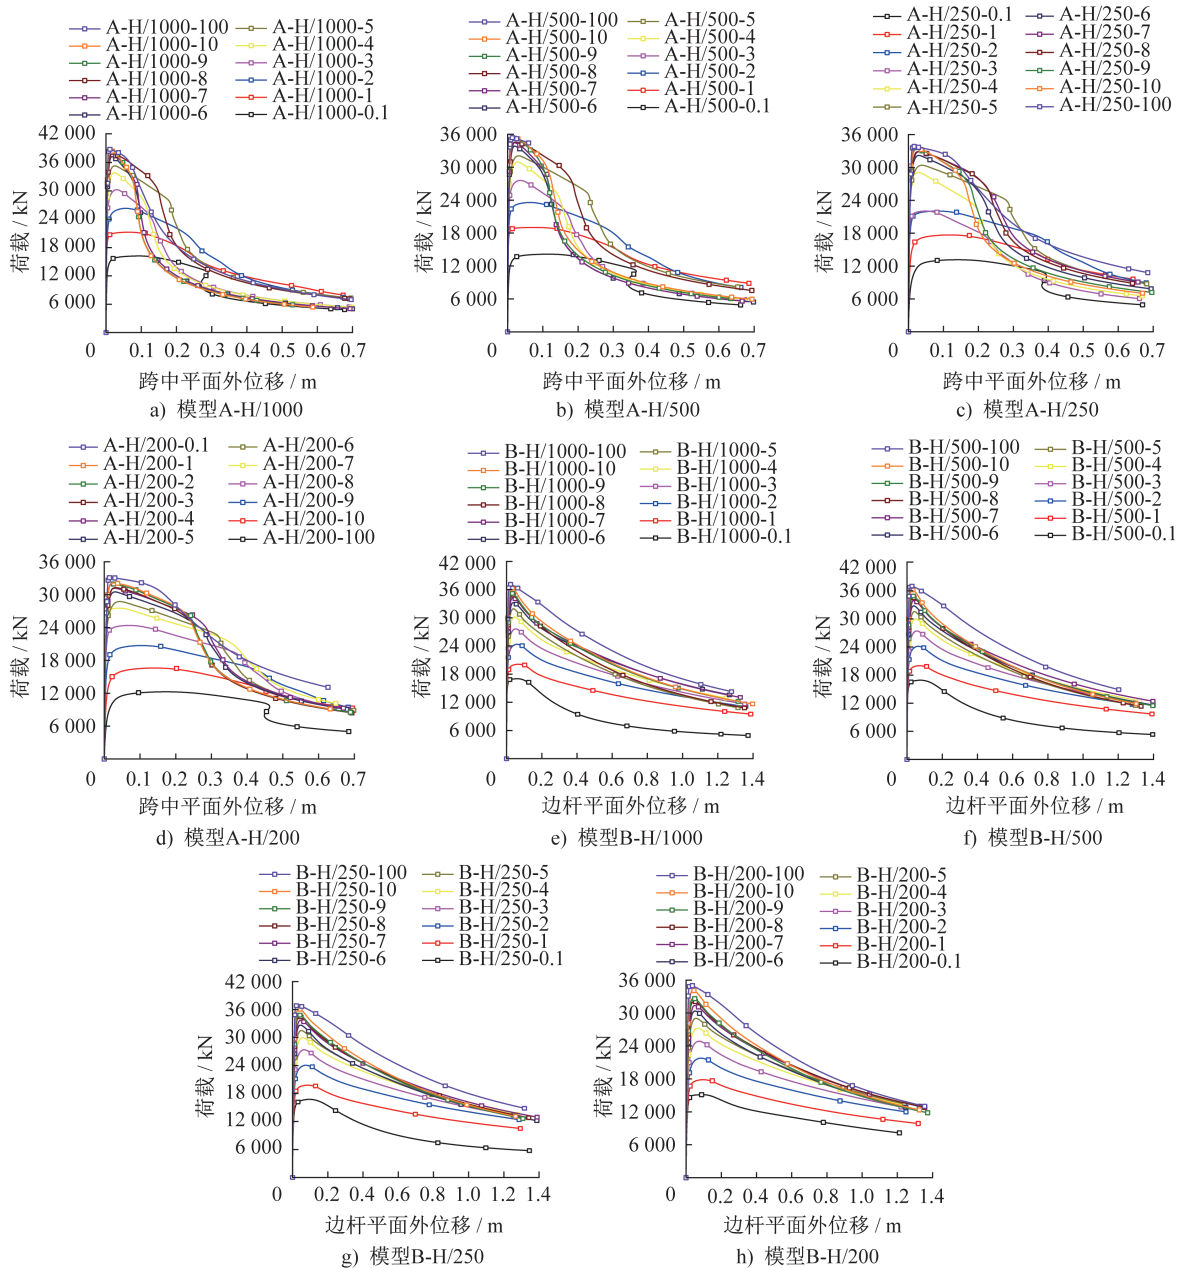 A-H/1000-100 A-H/1000-5
A-H/1000-10 A-H/1000-4
A-H/1000-9 A-H/1000-3
A-H/1000-8 A-H/1000-2
A-H/1000-7 A-H/1000-1
A-H/1000-6 A-H/1000-0.1
42 000
36 000
30 000
24 000
18 000
12 000
6 000
荷载 / kN
0 0.1 0.2 0.3 0.4 0.5 0.6 0.7
跨中平面外位移 / m
a) 模型A-H/1000
A-H/500-100 A-H/500-5
A-H/500-10 A-H/500-4
A-H/500-9 A-H/500-3
A-H/500-8 A-H/500-2
A-H/500-7 A-H/500-1
A-H/500-6 A-H/500-0.1
36 000
30 000
24 000
18 000
12 000
6 000
荷载 / kN
0 0.1 0.2 0.3 0.4 0.5 0.6 0.7
跨中平面外位移 / m
b) 模型A-H/500
A-H/250-0.1 A-H/250-6
A-H/250-1 A-H/250-7
A-H/250-2 A-H/250-8
A-H/250-3 A-H/250-9
A-H/250-4 A-H/250-10
A-H/250-5 A-H/250-100
36 000
30 000
24 000
18 000
12 000
6 000
荷载 / kN
0 0.1 0.2 0.3 0.4 0.5 0.6 0.7
跨中平面外位移 / m
c) 模型A-H/250
A-H/200-0.1 A-H/200-6
A-H/200-1 A-H/200-7
A-H/200-2 A-H/200-8
A-H/200-3 A-H/200-9
A-H/200-4 A-H/200-10
A-H/200-5 A-H/200-100
36 000
30 000
24 000
18 000
12 000
6 000
荷载 / kN
0 0.1 0.2 0.3 0.4 0.5 0.6 0.7
跨中平面外位移 / m
d) 模型A-H/200
B-H/1000-100 B-H/1000-5
B-H/1000-10 B-H/1000-4
B-H/1000-9 B-H/1000-3
B-H/1000-8 B-H/1000-2
B-H/1000-7 B-H/1000-1
B-H/1000-6 B-H/1000-0.1
42 000
36 000
30 000
24 000
18 000
12 000
6 000
荷载 / kN
0 0.2 0.4 0.6 0.8 1.0 1.2 1.4
边杆平面外位移 / m
e) 模型B-H/1000
B-H/500-100 B-H/500-5
B-H/500-10 B-H/500-4
B-H/500-9 B-H/500-3
B-H/500-8 B-H/500-2
B-H/500-7 B-H/500-1
B-H/500-6 B-H/500-0.1
42 000
36 000
30 000
24 000
18 000
12 000
6 000
荷载 / kN
0 0.2 0.4 0.6 0.8 1.0 1.2 1.4
边杆平面外位移 / m
f) 模型B-H/500
B-H/250-100 B-H/250-5
B-H/250-10 B-H/250-4
B-H/250-9 B-H/250-3
B-H/250-8 B-H/250-2
B-H/250-7 B-H/250-1
B-H/250-6 B-H/250-0.1
42 000
36 000
30 000
24 000
18 000
12 000
6 000
荷载 / kN
0 0.2 0.4 0.6 0.8 1.0 1.2 1.4
边杆平面外位移 / m
g) 模型B-H/250
B-H/200-100 B-H/200-5
B-H/200-10 B-H/200-4
B-H/200-9 B-H/200-3
B-H/200-8 B-H/200-2
B-H/200-7 B-H/200-1
B-H/200-6 B-H/200-0.1
36 000
30 000
24 000
18 000
12 000
6 000
荷载 / kN
0 0.2 0.4 0.6 0.8 1.0 1.2 1.4
边杆平面外位移 / m
h) 模型B-H/200